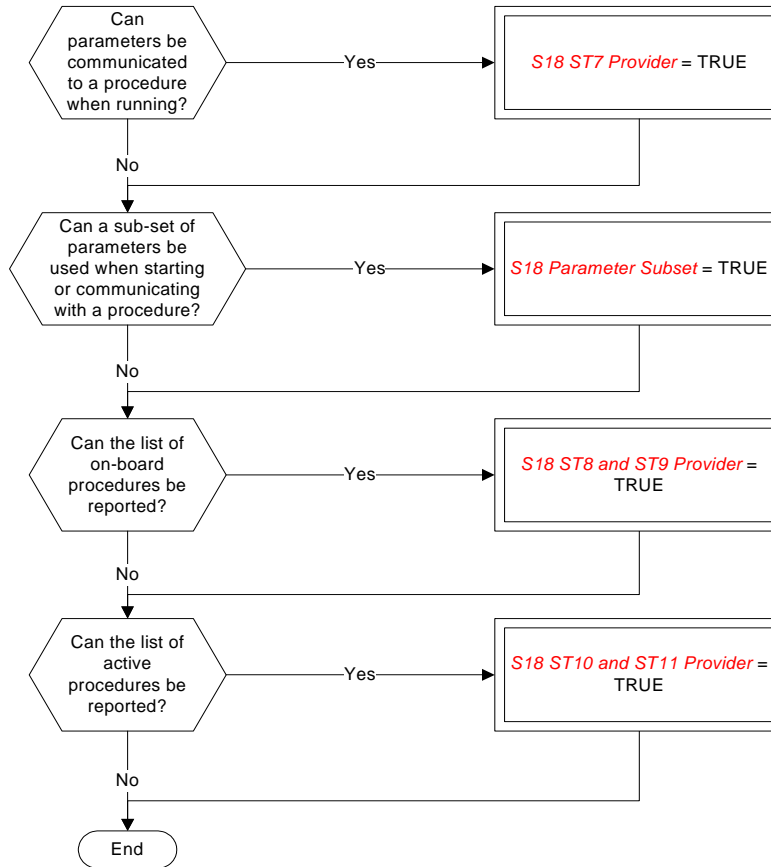 Can
parameters be
communicated
to a procedure
when running?
Yes
S18 ST7 Provider = TRUE
No
Can a sub-set of
parameters be
used when starting
or communicating
with a procedure?
Yes
S18 Parameter Subset = TRUE
No
Can the list of
on-board
procedures be
reported?
Yes
S18 ST8 and ST9 Provider =
TRUE
No
Can the list of
active
procedures be
reported?
Yes
S18 ST10 and ST11 Provider =
TRUE
No
End